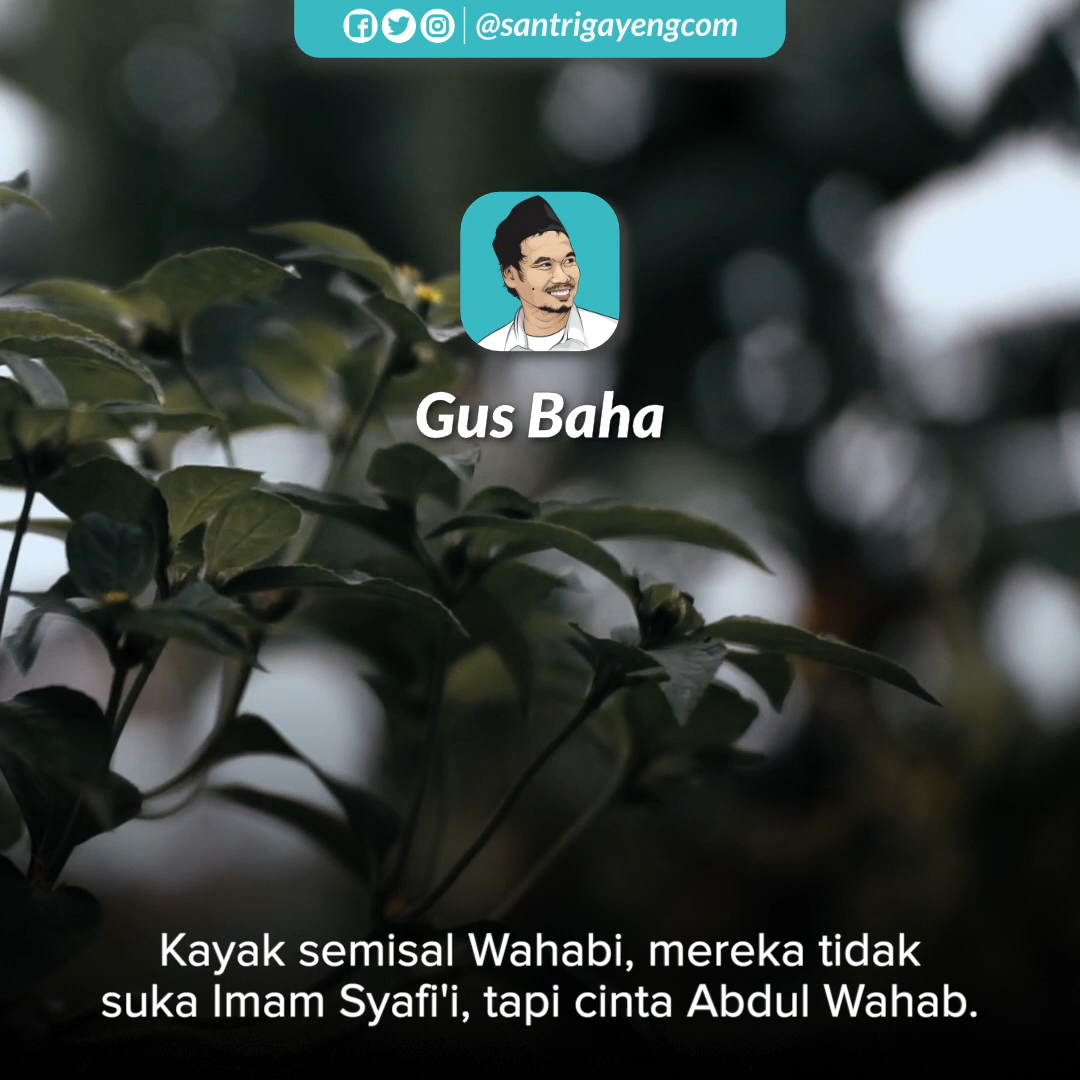 @santrigayengcom
Gus Baha
Kayak semisal Wahabi, mereka tidak
suka Imam Syafi'i, tapi cinta Abdul Wahab.